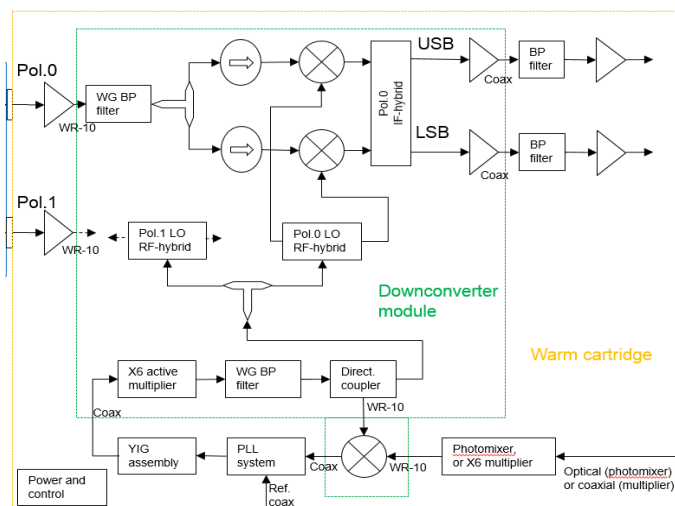 Pol.0
WR-10
WG BP
filter
Pol.0
IF-hybrid
USB
LSB
Coax
BP
filter
Coax
BP
filter
Pol.1
WR-10
Pol.1 LO
RF-hybrid
Pol.0 LO
RF-hybrid
Downconverter
module
Warm cartridge
X6 active
multiplier
WG BP
filter
Direct.
coupler
WR-10
Coax
YIG
assembly
PLL
system
Coax
WR-10
Photomixer,
or X6 multiplier
Optical (photomixer)
or coaxial (multiplier)
Ref.
coax
Power and
control